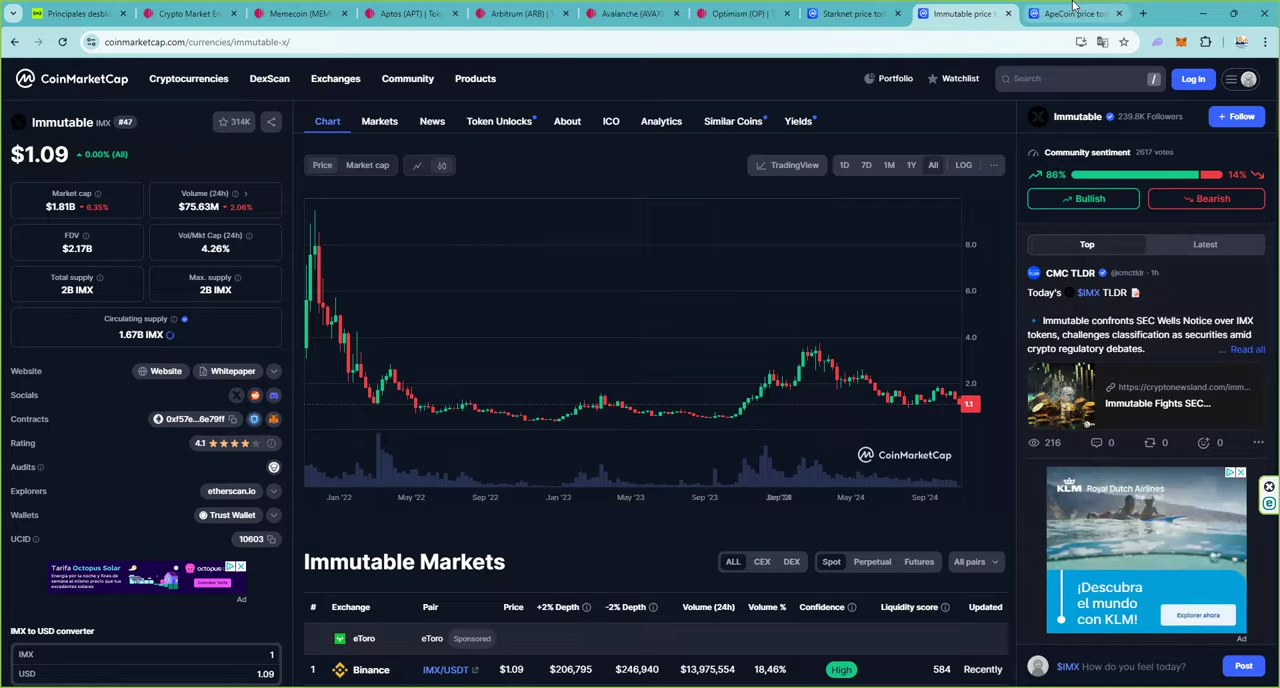 Principales desblo
Crypto Market En
Memecoin (MEM
Aptos (APT) | Tok
Arbitrum (ARB) | T
Avalanche (AVAX
Optimism (OP) | T
Starknet price tod
Immutable price t
ApeCoin price tod
coinmarketcap.com/currencies/immutable-x/
CoinMarketCap
Cryptocurrencies DexScan Exchanges Community Products
Portfolio Watchlist Search / Log In
Immutable IMX #47 314K
$1.09 0.00% (All)
Market cap
$1.81B 6.35%
Volume (24h)
$75.63M 2.06%
FDV
$2.17B
Vol/Mkt Cap (24h)
4.26%
Total supply
2B IMX
Max. supply
2B IMX
Circulating supply
1.67B IMX
Website Website Whitepaper
Socials
Contracts 0xf57e...6e79ff
Rating 4.1
Audits
Explorers etherscan.io
Wallets Trust Wallet
UCID 10603
Tarifa Octopus Solar
Ad
IMX to USD converter
IMX 1
USD 1.09
Chart Markets News Token Unlocks About ICO Analytics Similar Coins Yields
Price Market cap
TradingView 1D 7D 1M 1Y All LOG
8.0
6.0
4.0
2.0
1.1
CoinMarketCap
Jan '22 May '22 Sep '22 Jan '22 May '23 Sep '23 May '24 Sep '24
Immutable Markets
ALL CEX DEX Spot Perpetual Futures All pairs
# Exchange Pair Price +2% Depth -2% Depth Volume (24h) Volume % Confidence Liquidity score Updated
eToro eToro Sponsored
1 Binance IMX/USDT $1.09 $206,795 $246,940 $13,975,554 18,46% High 584 Recently
Immutable 239.8K Followers + Follow
Community sentiment 2617 votes
86% 14%
Bullish Bearish
Top Latest
CMC TLDR @cmctldr · 1h
Today's $IMX TLDR
Immutable confronts SEC Wells Notice over IMX
tokens, challenges classification as securities amid
crypto regulatory debates. ... Read all
https://cryptonewsland.com/imm...
Immutable Fights SEC...
216 0 0 0
KLM Royal Dutch Airlines
¡Descubra
el mundo
con KLM!
Explorar ahora
Ad
$IMX How do you feel today? Post